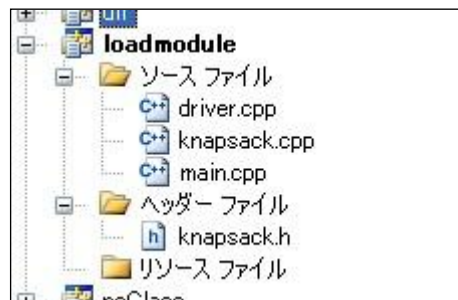 loadmodule
ソース ファイル
driver.cpp
knapsack.cpp
main.cpp
ヘッダー ファイル
knapsack.h
リソース ファイル